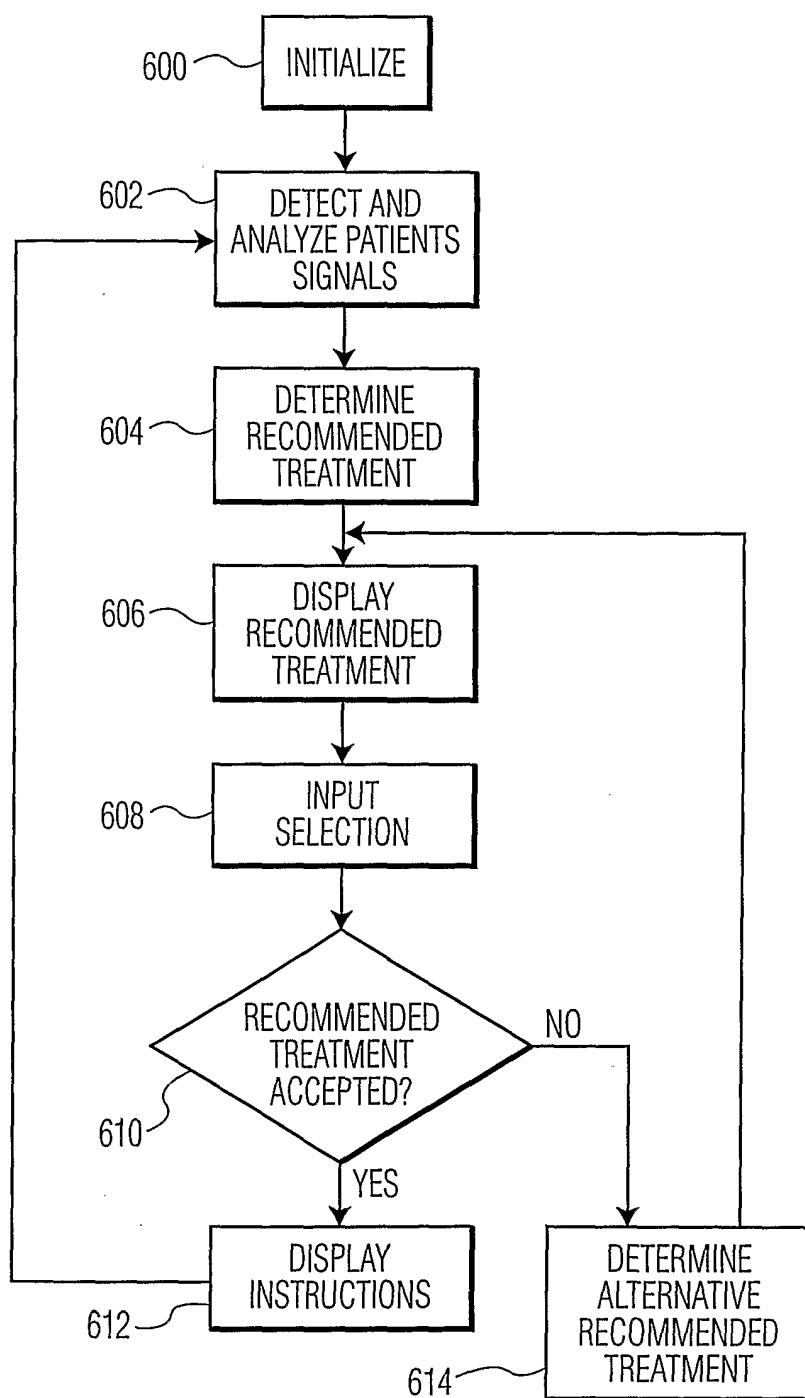 600
INITIALIZE
602
DETECT AND
ANALYZE PATIENTS
SIGNALS
604
DETERMINE
RECOMMENDED
TREATMENT
606
DISPLAY
RECOMMENDED
TREATMENT
608
INPUT
SELECTION
RECOMMENDED
TREATMENT
ACCEPTED?
610
NO
YES
DISPLAY
INSTRUCTIONS
612
DETERMINE
ALTERNATIVE
RECOMMENDED
TREATMENT
614